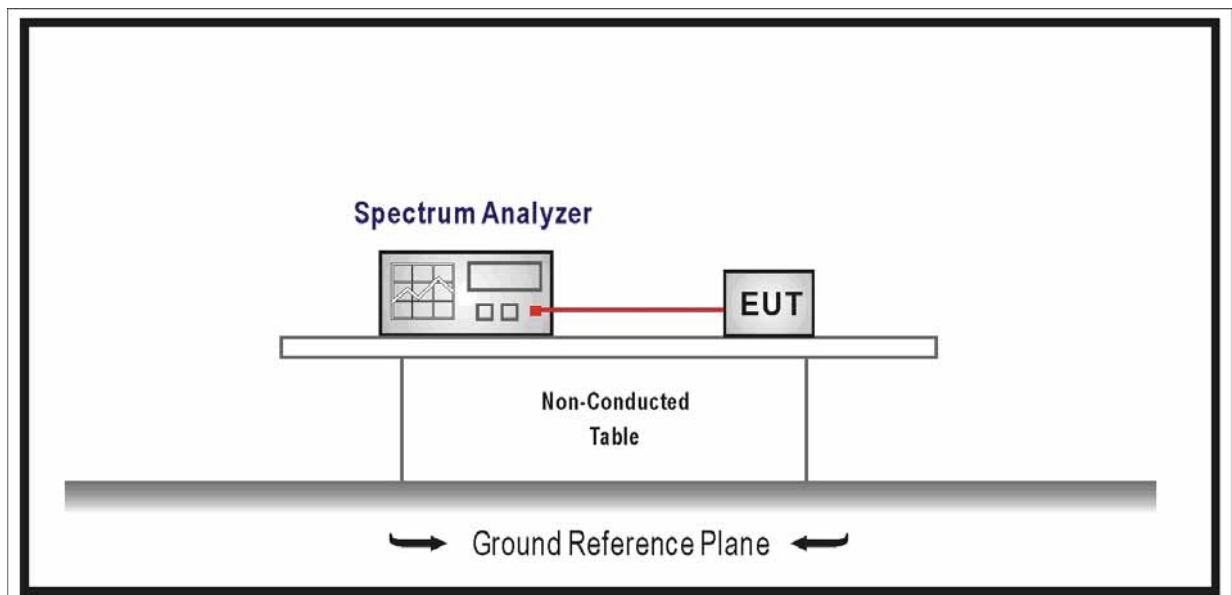 Spectrum Analyzer
EUT
Non-Conducted
Table
Ground Reference Plane